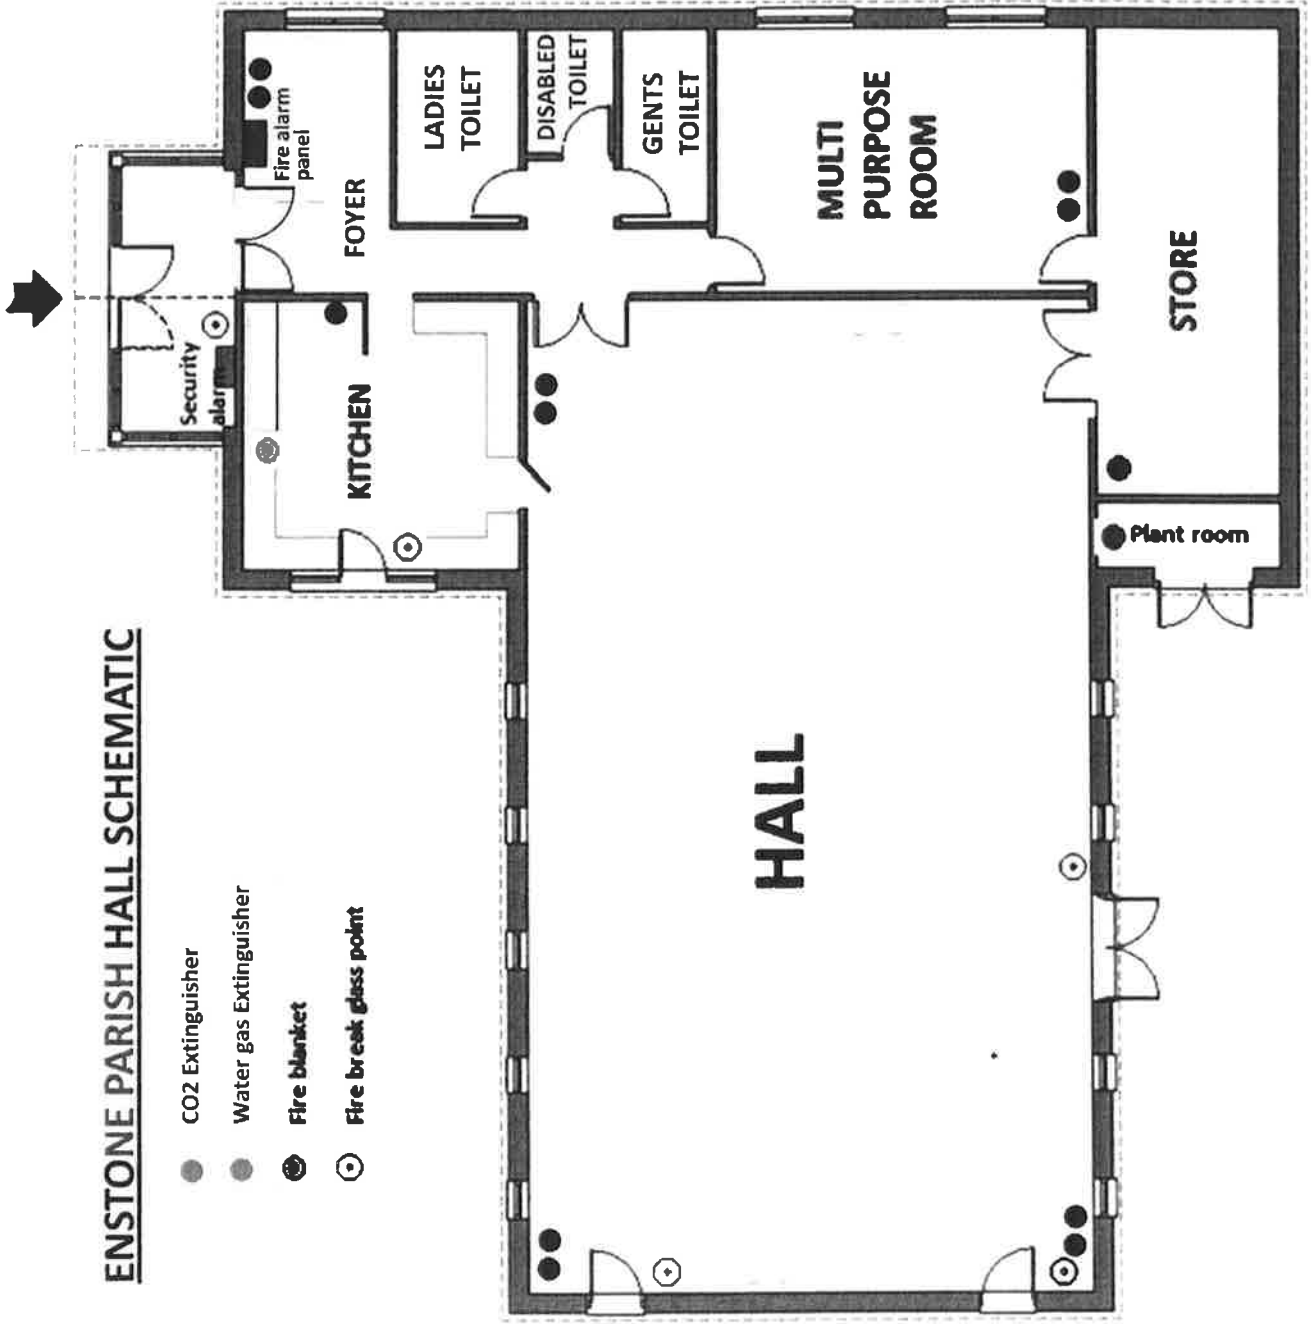 ENSTONE PARISH HALL SCHEMATIC
CO2 Extinguisher
Water gas Extinguisher
Fire blanket
Fire break glass point
Security
alarm
Fire alarm
panel
FOYER
KITCHEN
LADIES
TOILET
DISABLED
TOILET
GENTS
TOILET
MULTI
PURPOSE
ROOM
HALL
STORE
Plant room